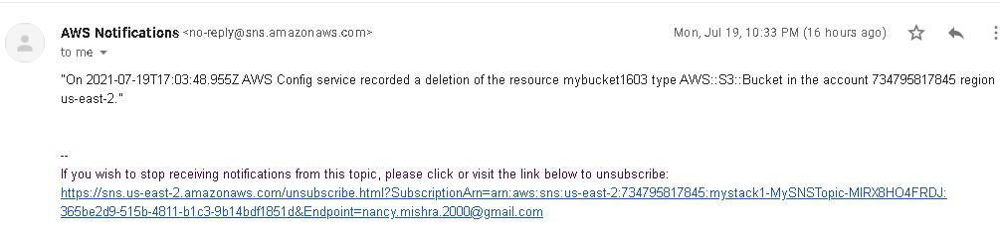 AWS Notifications <no-reply@sns.amazonaws.com> Mon, Jul 19, 10:33 PM (16 hours ago)
to me
"On 2021-07-19T17:03:48.955Z AWS Config service recorded a deletion of the resource mybucket1603 type AWS::S3::Bucket in the account 734795817845 region
us-east-2."
--
If you wish to stop receiving notifications from this topic, please click or visit the link below to unsubscribe:
https://sns.us-east-2.amazonaws.com/unsubscribe.html?SubscriptionArn=arn:aws:sns:us-east-2:734795817845:mystack1-MySNSTopic-MIRX8HO4FRDJ:
365be2d9-515b-4811-b1c3-9b14bdf1851d&Endpoint=nancy.mishra.2000@gmail.com